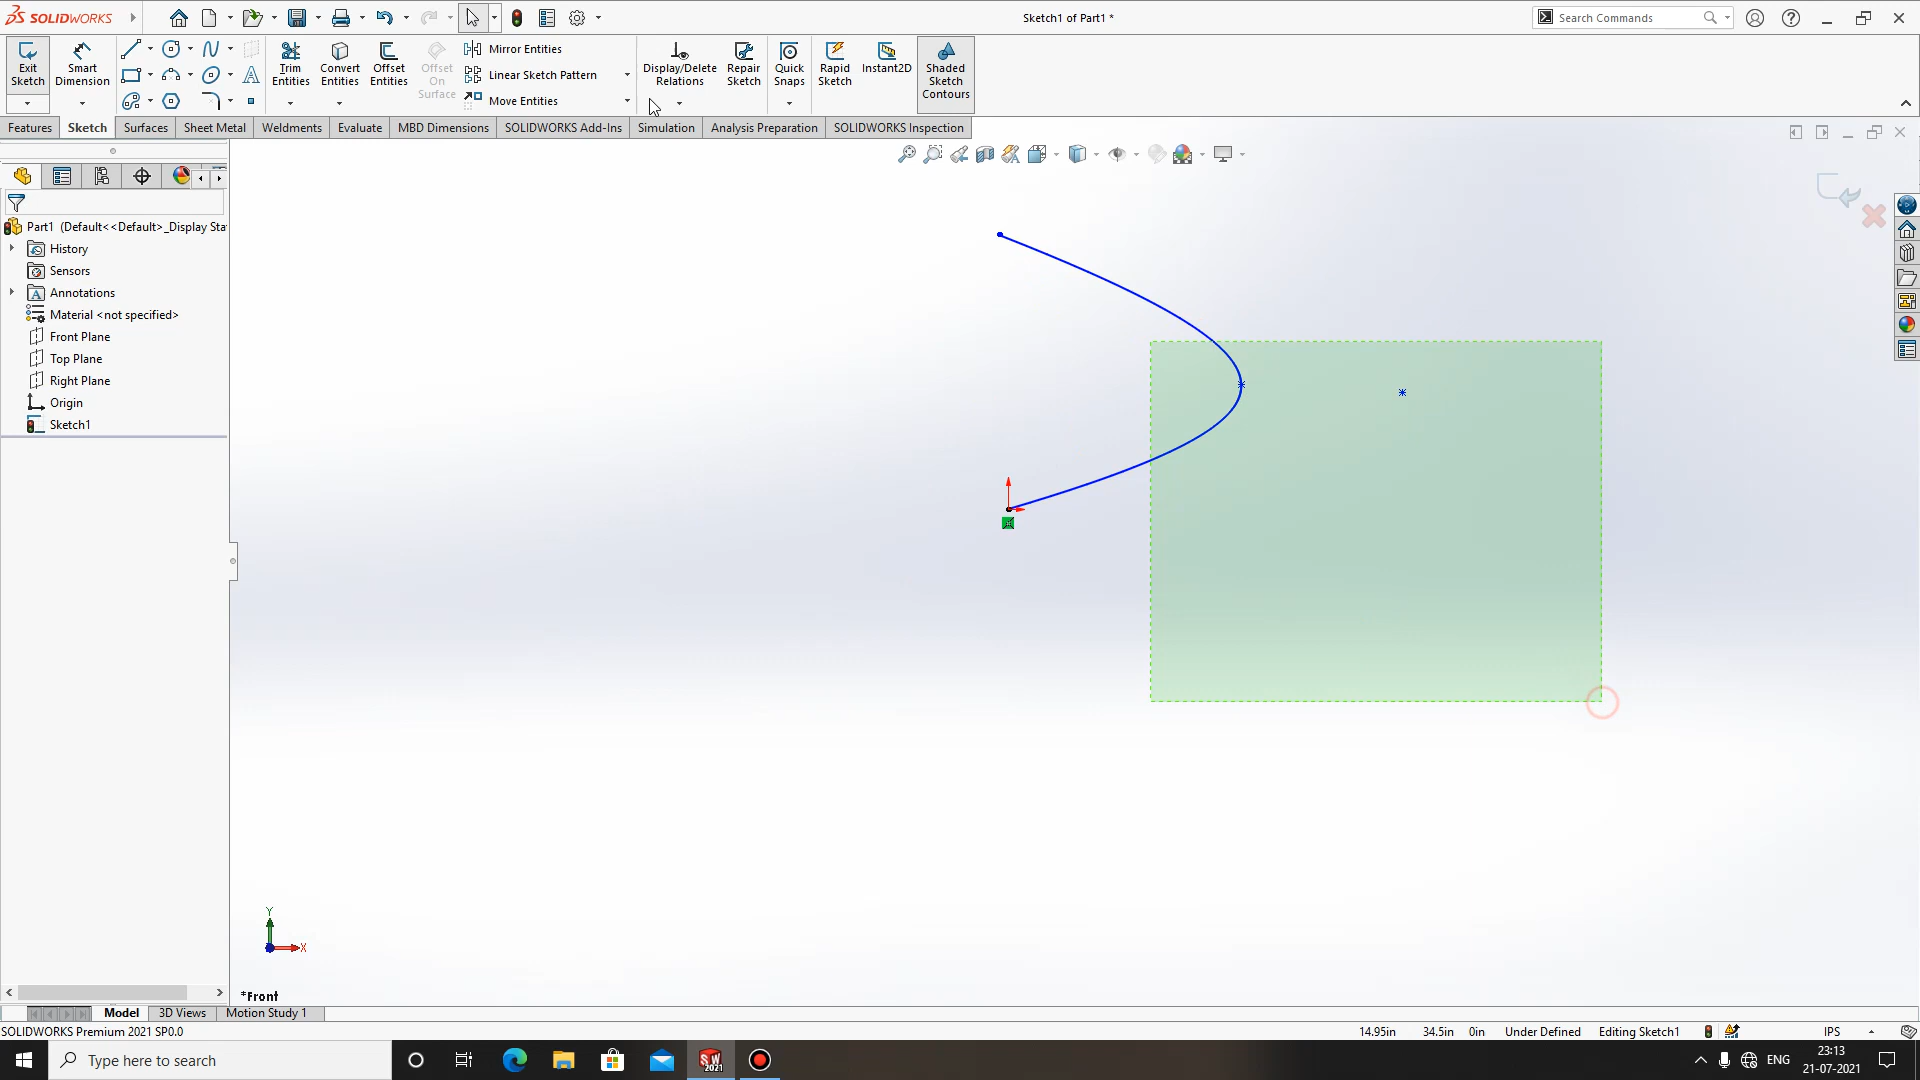 SOLIDWORKS
Sketch1 of Part1 *
Search Commands
Exit Sketch
Smart Dimension
Trim Entities
Convert Entities
Offset Entities
Offset On Surface
Mirror Entities
Linear Sketch Pattern
Move Entities
Display/Delete Relations
Repair Sketch
Quick Snaps
Rapid Sketch
Instant2D
Shaded Sketch Contours
Features
Sketch
Surfaces
Sheet Metal
Weldments
Evaluate
MBD Dimensions
SOLIDWORKS Add-Ins
Simulation
Analysis Preparation
SOLIDWORKS Inspection
Part1 (Default<<Default>_Display Sta
History
Sensors
Annotations
Material <not specified>
Front Plane
Top Plane
Right Plane
Origin
Sketch1
Y
X
*Front
Model
3D Views
Motion Study 1
SOLIDWORKS Premium 2021 SP0.0
14.95in
34.5in
0in
Under Defined
Editing Sketch1
IPS
Type here to search
SW
2021
ENG
23:13
21-07-2021